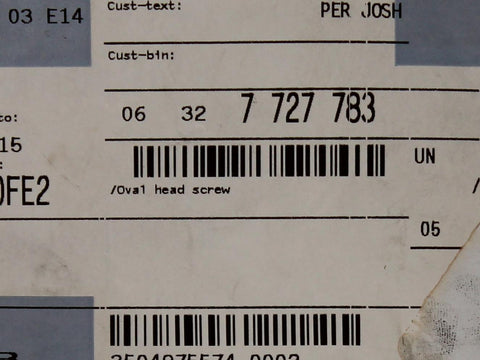 Cust-text:
PER JOSH
03 E14
Cust-bin:
06 32 7 727 783
to:
15
UN
/Oval head screw
0FE2
05